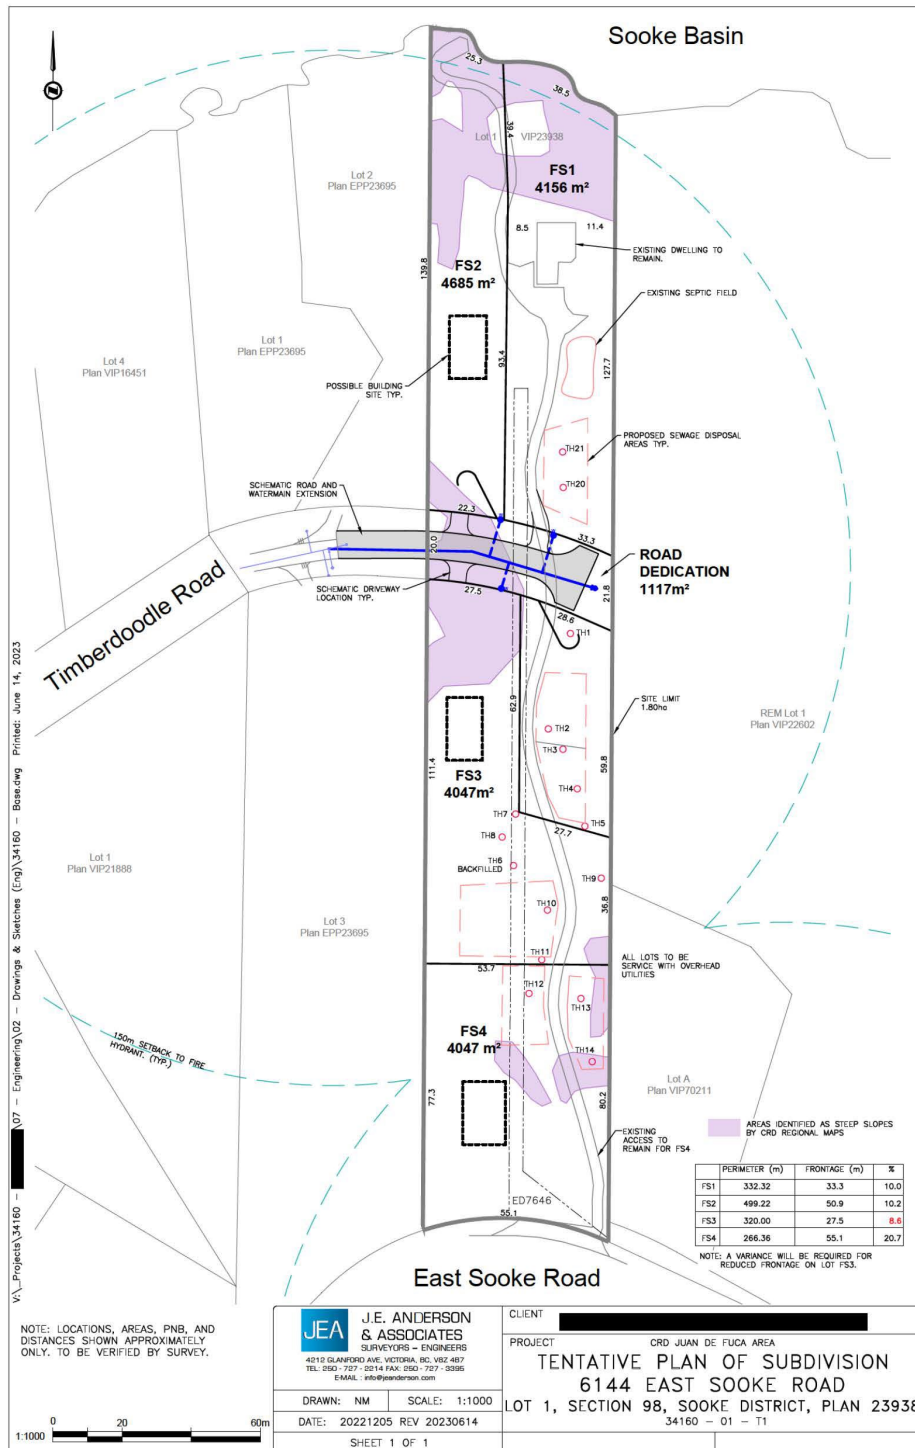 Sooke Basin
25.3
38.5
39.4
Lot 1
VIP23938
FS1
4156 m²
Lot 2
Plan EPP23695
8.5
11.4
EXISTING DWELLING TO
REMAIN.
139.8
FS2
4685 m²
EXISTING SEPTIC FIELD
Lot 1
Plan EPP23695
Lot 4
Plan VIP16451
93.4
127.7
POSSIBLE BUILDING
SITE TYP.
PROPOSED SEWAGE DISPOSAL
AREAS TYP.
TH21
TH20
SCHEMATIC ROAD AND
WATERMAIN EXTENSION
22.3
33.3
20.0
ROAD
DEDICATION
1117m²
21.8
SCHEMATIC DRIVEWAY
LOCATION TYP.
27.5
28.6
Timberdoodle Road
TH1
SITE LIMIT
1.80ha
REM Lot 1
Plan VIP22602
62.9
TH2
TH3
59.8
111.4
FS3
4047m²
TH4
TH7
TH5
27.7
TH8
TH6
BACKFILLED
Lot 1
Plan VIP21888
TH9
36.8
TH10
Lot 3
Plan EPP23695
TH11
53.7
ALL LOTS TO BE
SERVICE WITH OVERHEAD
UTILITIES
TH12
TH13
FS4
4047 m²
150m SETBACK TO FIRE
HYDRANT. (TYP.)
TH14
Lot A
Plan VIP70211
77.3
80.2
AREAS IDENTIFIED AS STEEP SLOPES
BY CRD REGIONAL MAPS
EXISTING
ACCESS TO
REMAIN FOR FS4
PERIMETER (m) FRONTAGE (m) %
FS1 332.32 33.3 10.0
FS2 499.22 50.9 10.2
FS3 320.00 27.5 8.6
FS4 266.36 55.1 20.7
ED7646
55.1
NOTE: A VARIANCE WILL BE REQUIRED FOR
REDUCED FRONTAGE ON LOT FS3.
East Sooke Road
V:\_Projects\34160 - \07 - Engineering\02 - Drawings & Sketches (Eng)\34160 - Base.dwg Printed: June 14, 2023
NOTE: LOCATIONS, AREAS, PNB, AND
DISTANCES SHOWN APPROXIMATELY
ONLY. TO BE VERIFIED BY SURVEY.
1:1000 0 20 60m
JEA
J.E. ANDERSON
& ASSOCIATES
SURVEYORS - ENGINEERS
4212 GLANFORD AVE, VICTORIA, BC, V8Z 4B7
TEL: 250 - 727 - 2214 FAX: 250 - 727 - 3395
E-MAIL : info@jeanderson.com
DRAWN: NM SCALE: 1:1000
DATE: 20221205 REV 20230614
SHEET 1 OF 1
CLIENT
PROJECT CRD JUAN DE FUCA AREA
TENTATIVE PLAN OF SUBDIVISION
6144 EAST SOOKE ROAD
LOT 1, SECTION 98, SOOKE DISTRICT, PLAN 23938
34160 - 01 - T1